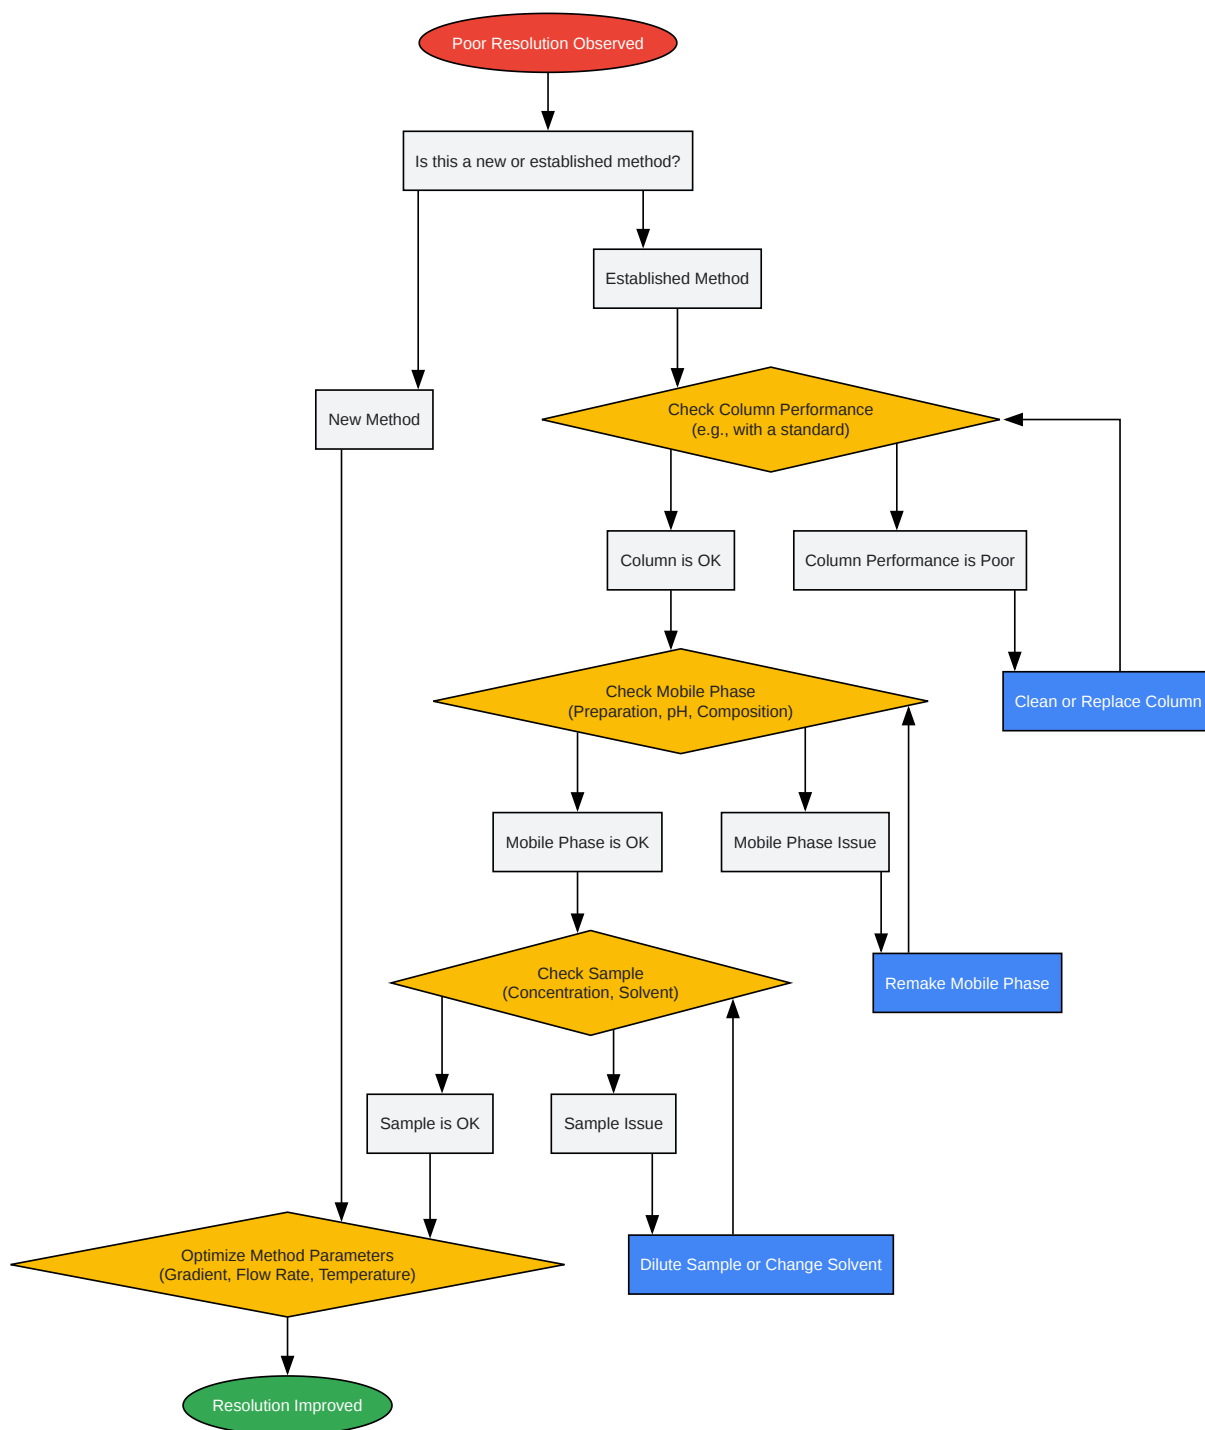 Poor Resolution Observed
Is this a new or established method?
Established Method
New Method
Check Column Performance
(e.g., with a standard)
Column is OK
Column Performance is Poor
Check Mobile Phase
(Preparation, pH, Composition)
Clean or Replace Column
Mobile Phase is OK
Mobile Phase Issue
Check Sample
(Concentration, Solvent)
Remake Mobile Phase
Sample is OK
Sample Issue
Optimize Method Parameters
(Gradient, Flow Rate, Temperature)
Dilute Sample or Change Solvent
Resolution Improved